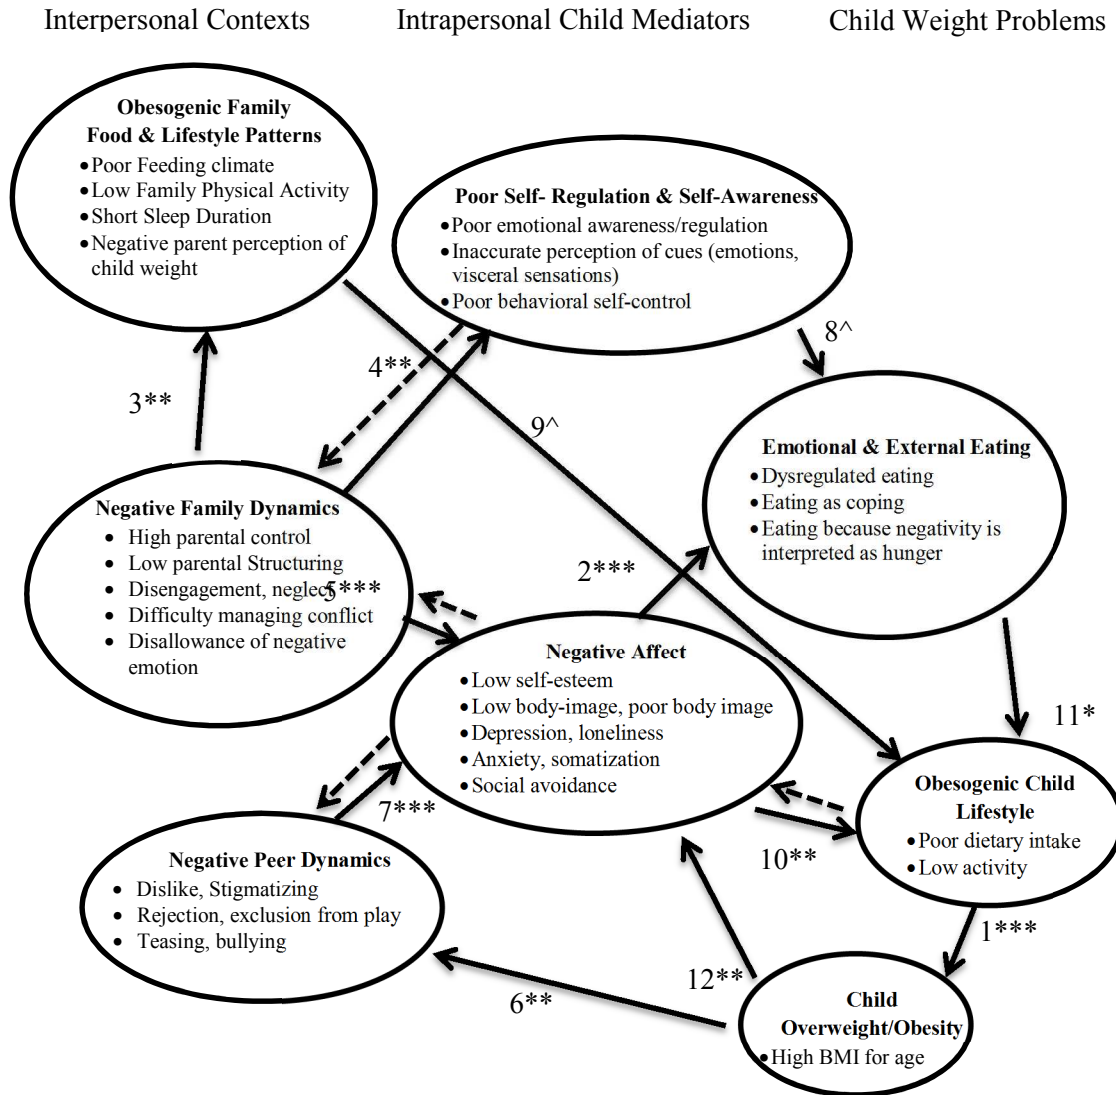 Interpersonal Contexts
Intrapersonal Child Mediators
Child Weight Problems
Obesogenic Family
Food & Lifestyle Patterns
•Poor Feeding climate
•Low Family Physical Activity
•Short Sleep Duration
•Negative parent perception of
child weight
Poor Self- Regulation & Self-Awareness
•Poor emotional awareness/regulation
•Inaccurate perception of cues (emotions,
visceral sensations)
•Poor behavioral self-control
8^
4**
3**
9^
Emotional & External Eating
•Dysregulated eating
•Eating as coping
•Eating because negativity is
interpreted as hunger
Negative Family Dynamics
• High parental control
• Low parental Structuring
• Disengagement, neglect
• Difficulty managing conflict
• Disallowance of negative
emotion
5***
2***
Negative Affect
•Low self-esteem
•Low body-image, poor body image
•Depression, loneliness
•Anxiety, somatization
•Social avoidance
11*
Obesogenic Child
Lifestyle
•Poor dietary intake
•Low activity
7***
10**
Negative Peer Dynamics
• Dislike, Stigmatizing
• Rejection, exclusion from play
• Teasing, bullying
1***
12**
6**
Child
Overweight/Obesity
•High BMI for age